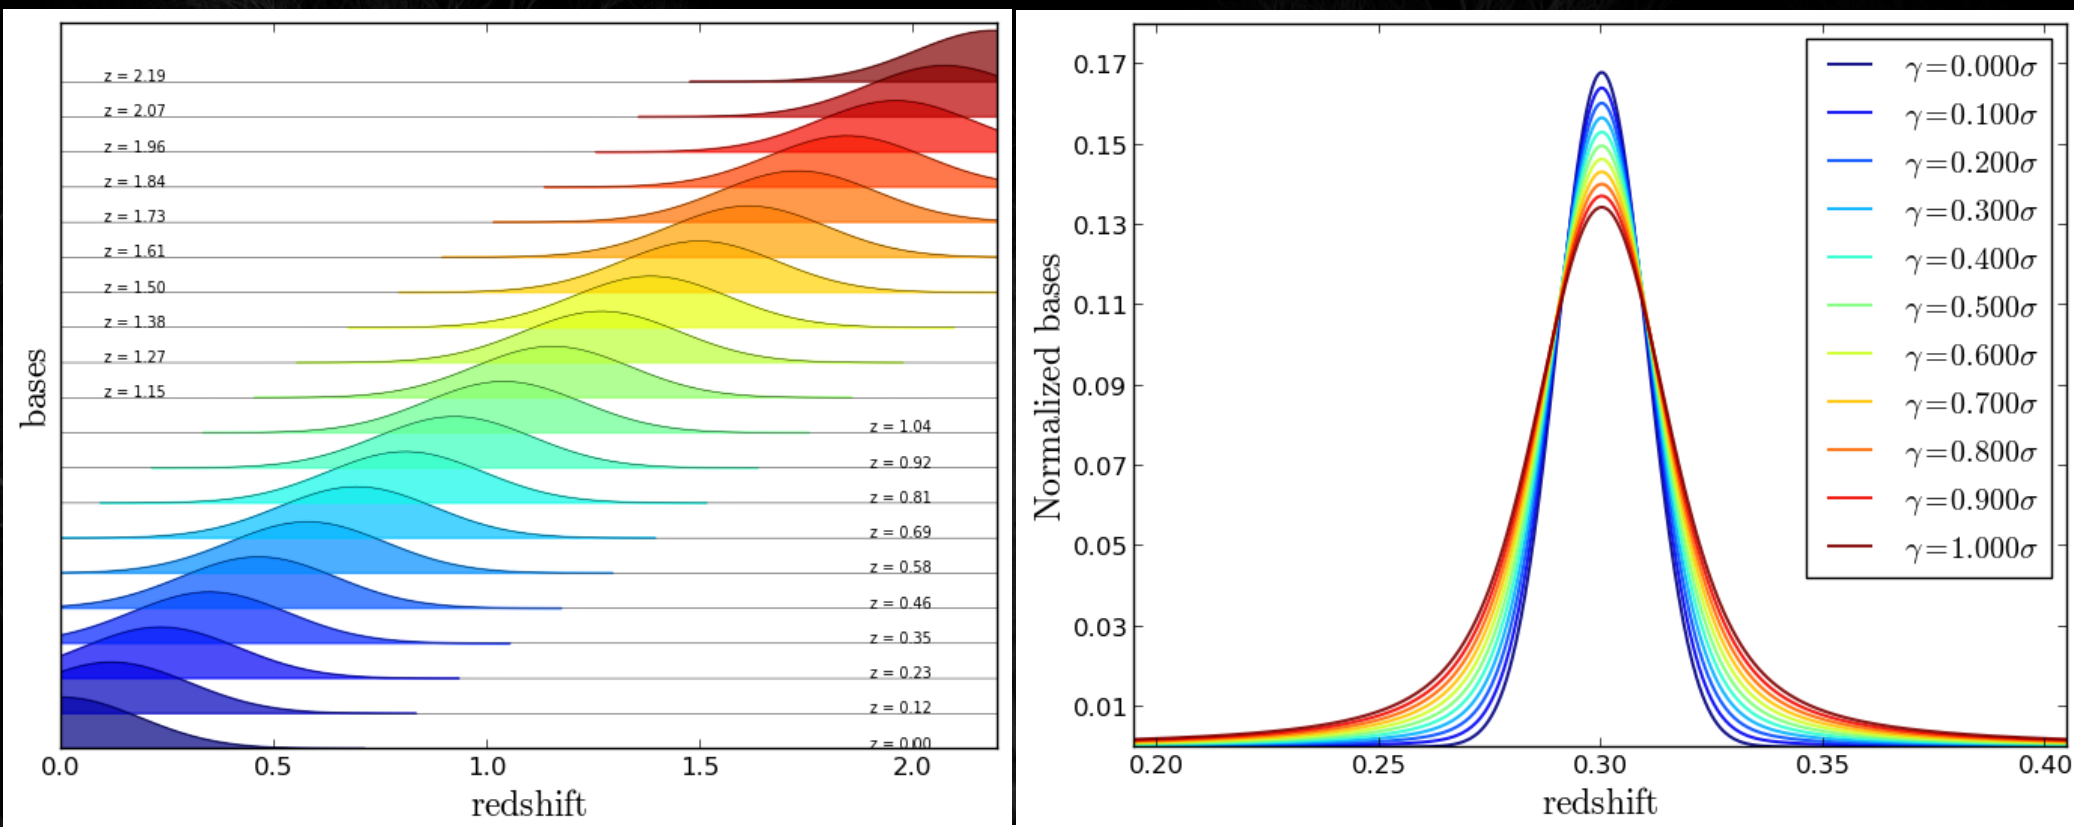 z = 2.19
z = 2.07
z = 1.96
z = 1.84
z = 1.73
z = 1.61
z = 1.50
z = 1.38
z = 1.27
z = 1.15
z = 1.04
z = 0.92
z = 0.81
z = 0.69
z = 0.58
z = 0.46
z = 0.35
z = 0.23
z = 0.12
z = 0.00
bases
0.0 0.5 1.0 1.5 2.0
redshift
Normalized bases
0.17
0.15
0.13
0.11
0.09
0.07
0.05
0.03
0.01
γ=0.000σ
γ=0.100σ
γ=0.200σ
γ=0.300σ
γ=0.400σ
γ=0.500σ
γ=0.600σ
γ=0.700σ
γ=0.800σ
γ=0.900σ
γ=1.000σ
0.20 0.25 0.30 0.35 0.40
redshift